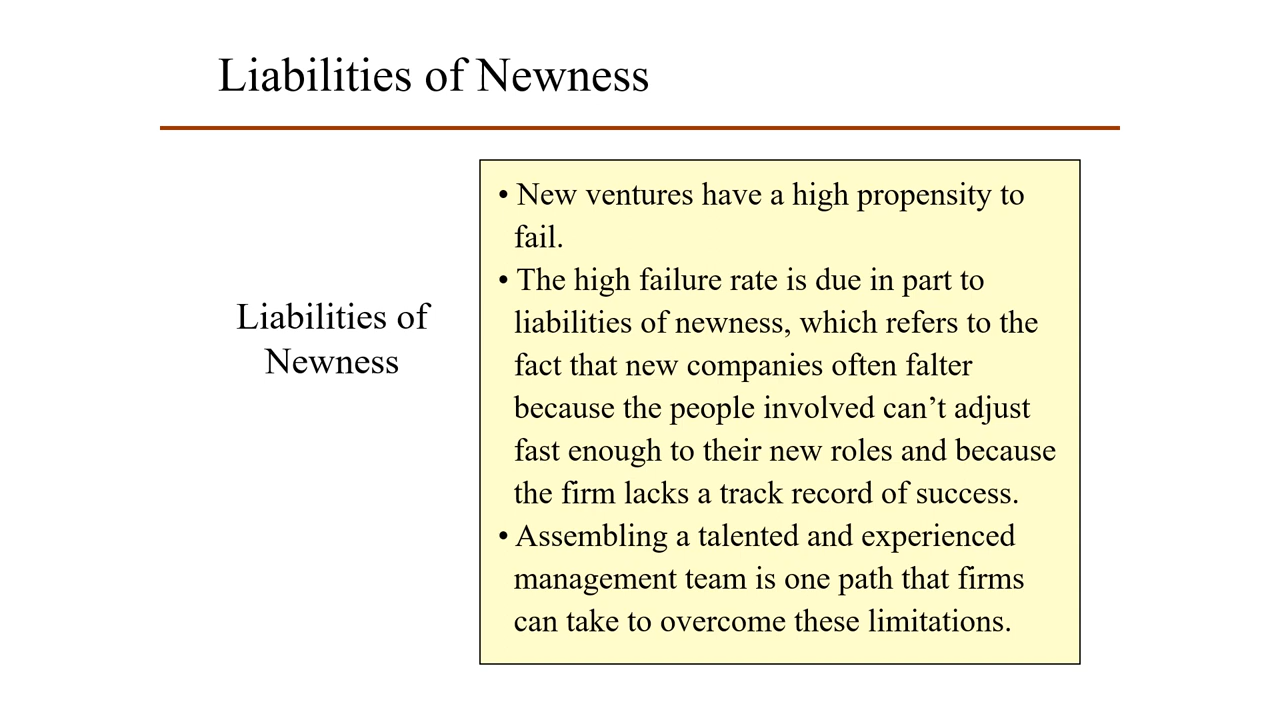 Liabilities of Newness
Liabilities of
Newness
• New ventures have a high propensity to
fail.
• The high failure rate is due in part to
liabilities of newness, which refers to the
fact that new companies often falter
because the people involved can’t adjust
fast enough to their new roles and because
the firm lacks a track record of success.
• Assembling a talented and experienced
management team is one path that firms
can take to overcome these limitations.